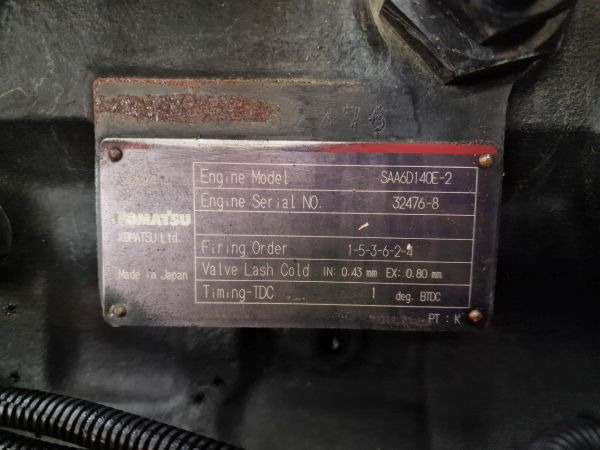 476
Engine Model SAA6D140E-2
Engine Serial NO. 32476-8
KOMATSU
KOMATSU Ltd.
Firing Order 1-5-3-6-2-4
Valve Lash Cold IN: 0.43 mm EX: 0.80 mm
Made in Japan
Timing-TDC 1 deg. BTDC
PT : K